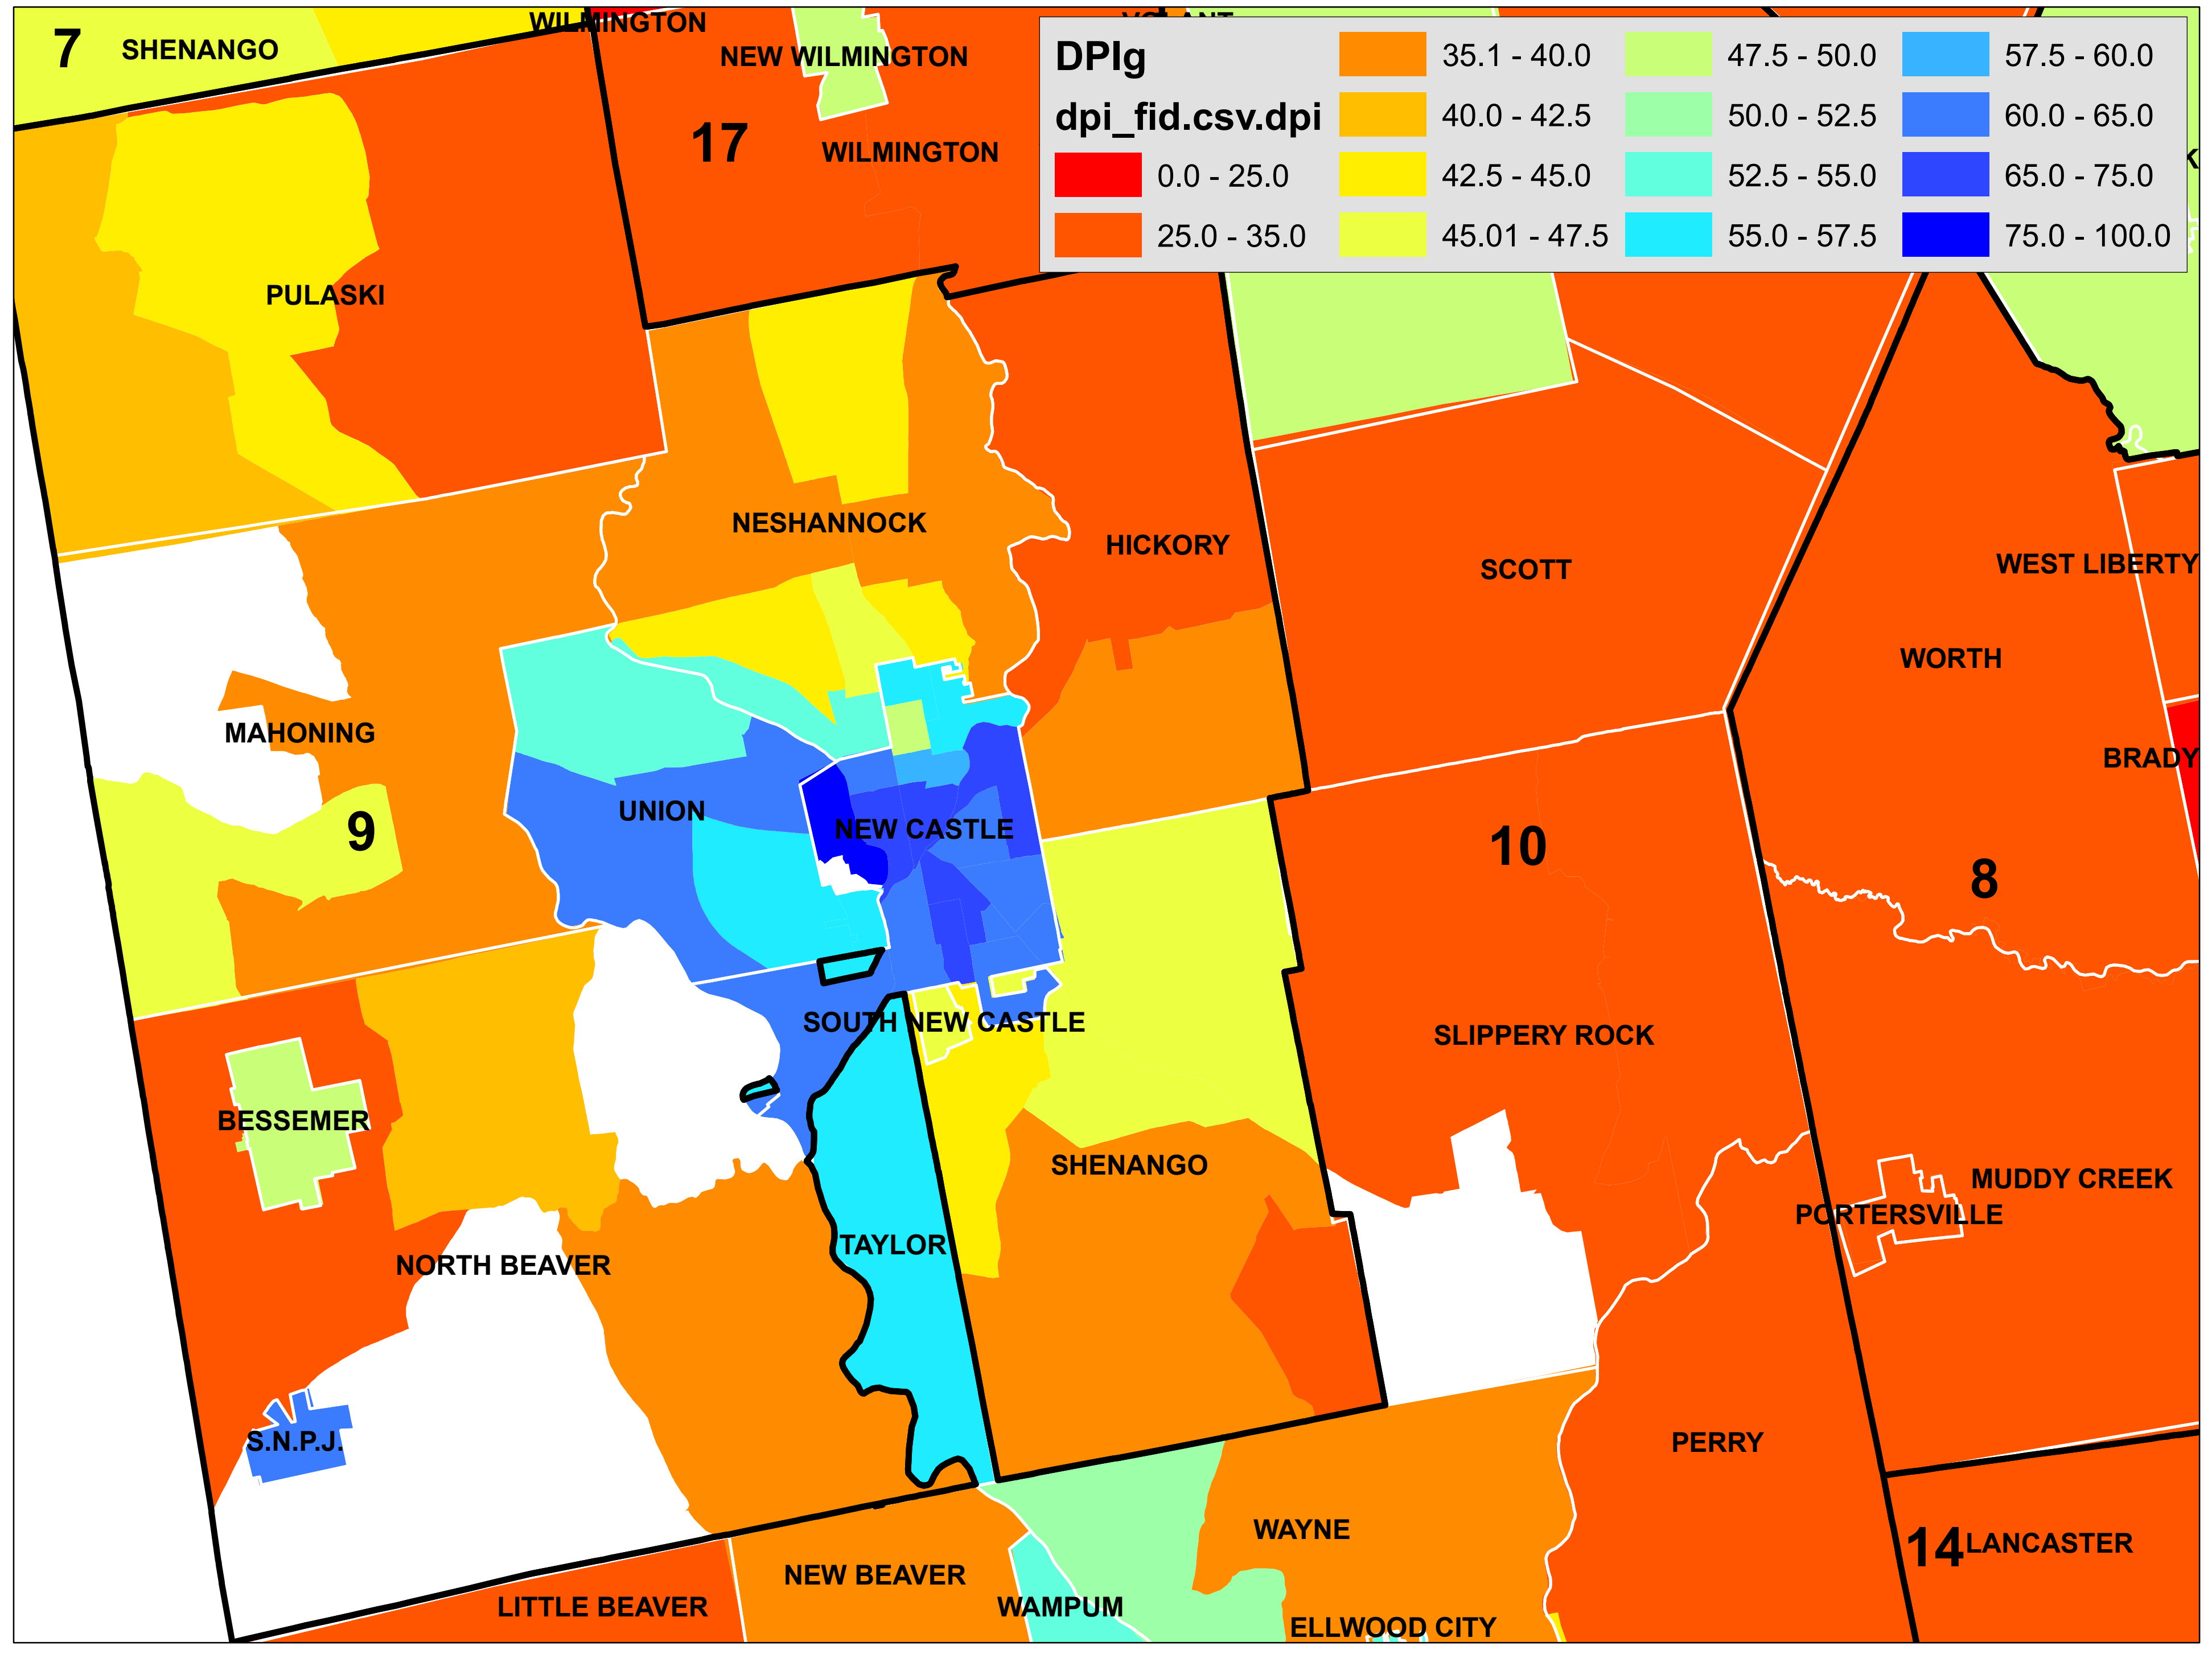 WILMINGTON
7
SHENANGO
NEW WILMINGTON
17
WILMINGTON
DPIg
dpi_fid.csv.dpi
0.0 - 25.0
25.0 - 35.0
35.1 - 40.0
40.0 - 42.5
42.5 - 45.0
45.01 - 47.5
47.5 - 50.0
50.0 - 52.5
52.5 - 55.0
55.0 - 57.5
57.5 - 60.0
60.0 - 65.0
65.0 - 75.0
75.0 - 100.0
PULASKI
NESHANNOCK
HICKORY
SCOTT
WEST LIBERTY
WORTH
MAHONING
BRADY
UNION
9
NEW CASTLE
10
8
SOUTH NEW CASTLE
SLIPPERY ROCK
BESSEMER
SHENANGO
MUDDY CREEK
PORTERSVILLE
TAYLOR
NORTH BEAVER
S.N.P.J.
PERRY
WAYNE
14
LANCASTER
NEW BEAVER
LITTLE BEAVER
WAMPUM
ELLWOOD CITY